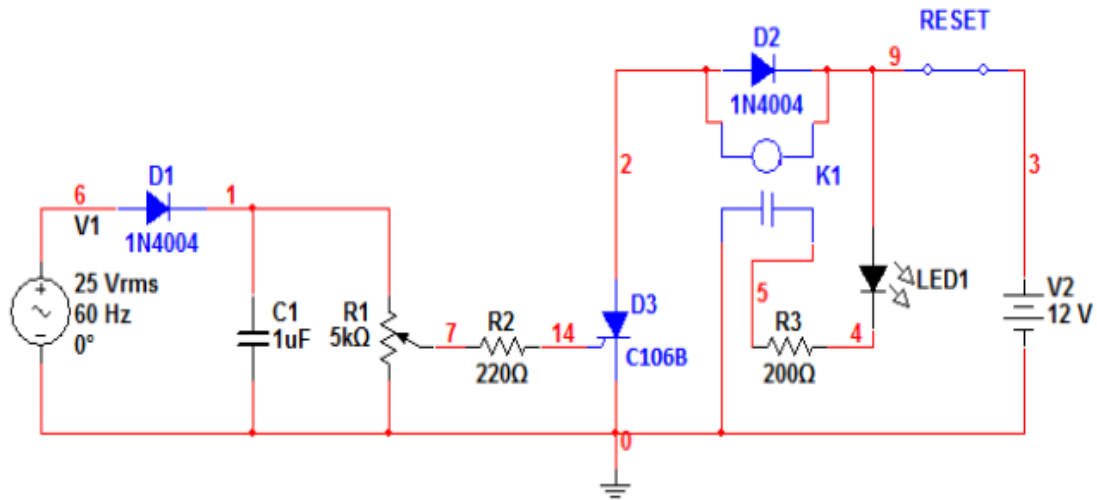 RESET
D2
9
1N4004
2
K1
3
D1
6
1
V1
1N4004
25 Vrms
60 Hz
0°
C1
1uF
R1
5kΩ
7
R2
220Ω
14
D3
C106B
5
R3
200Ω
4
LED1
V2
12 V
0